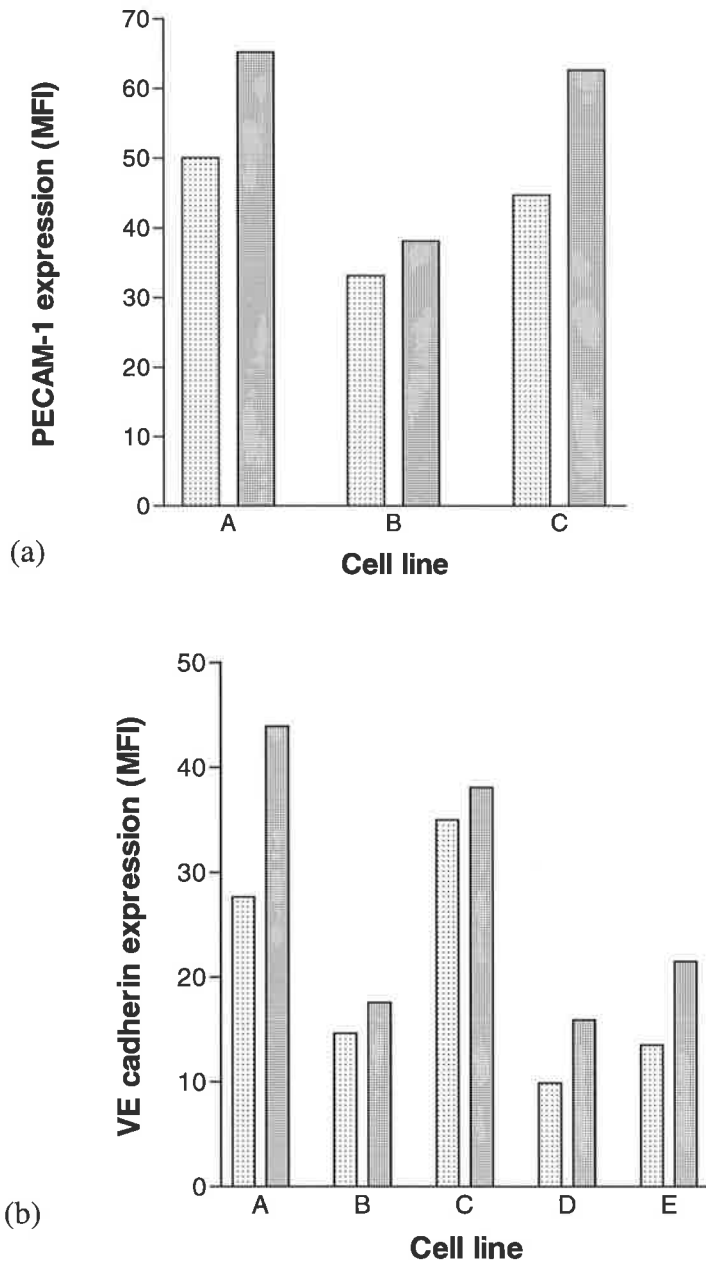 70
60
50
40
30
20
10
0
PECAM-1 expression (MFI)
A B C
Cell line
(a)
50
40
30
20
10
0
VE cadherin expression (MFI)
A B C D E
Cell line
(b)